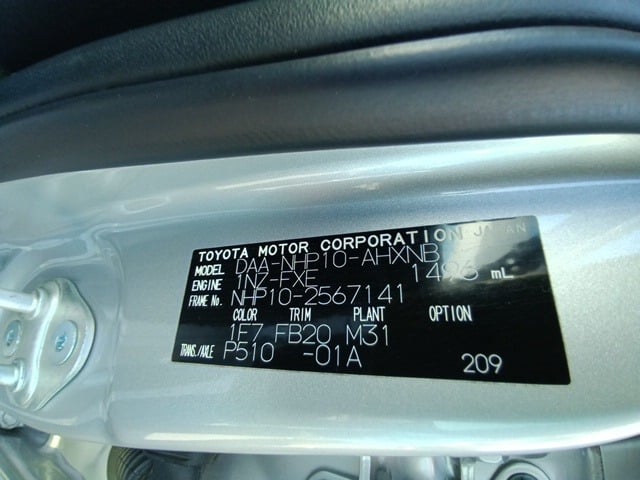 TOYOTA MOTOR CORPORATION JAPAN
MODEL DAA-NHP10-AHXNB
ENGINE 1NZ-FXE 1496 mL
FRAME No. NHP10-2567141
COLOR TRIM PLANT OPTION
1F7 FB20 M31
TRANS./AXLE P510 -01A
209